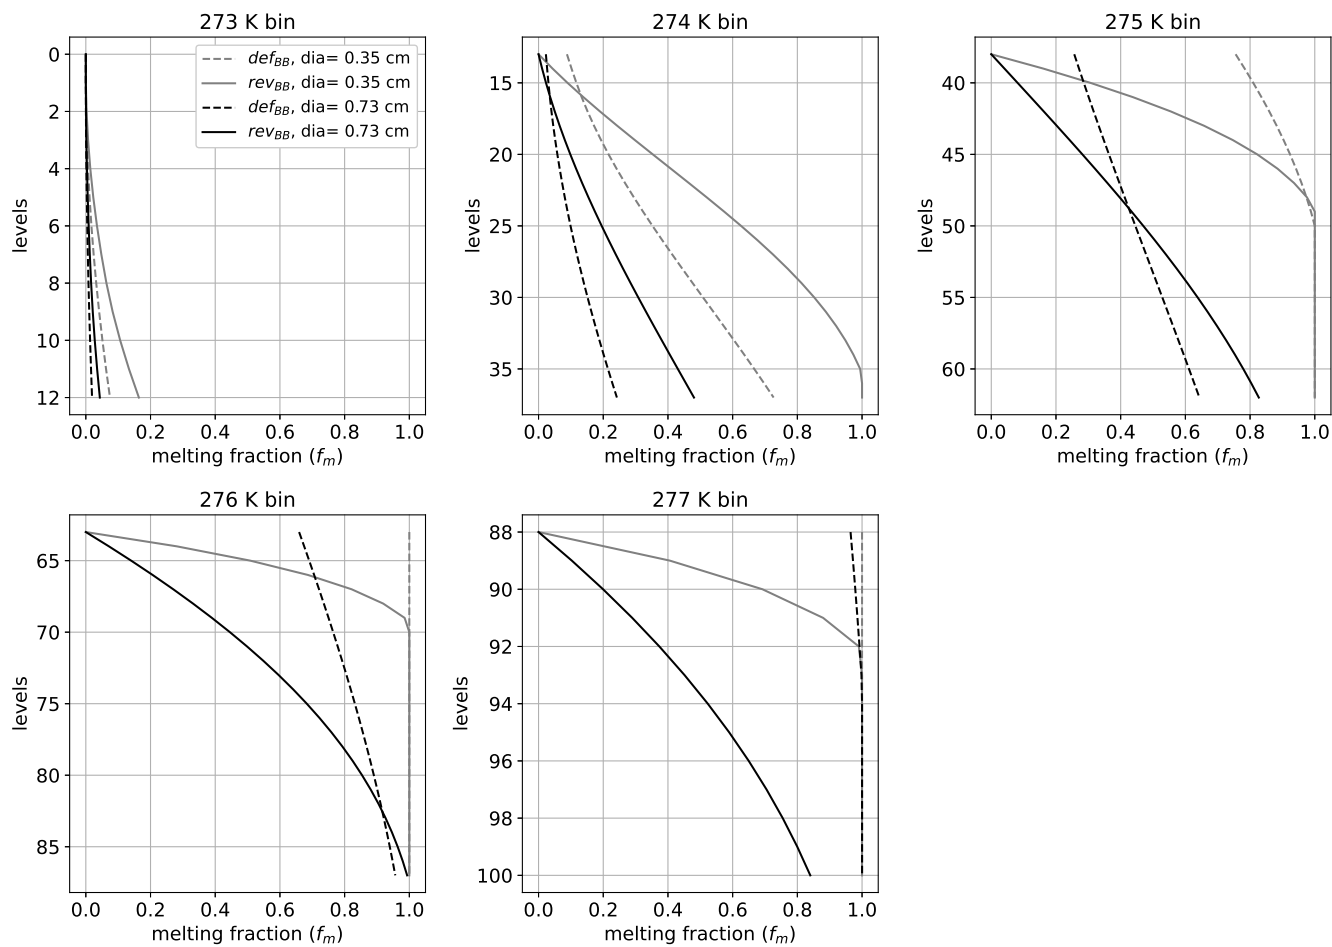 273 K bin
def_BB, dia= 0.35 cm
rev_BB, dia= 0.35 cm
def_BB, dia= 0.73 cm
rev_BB, dia= 0.73 cm
0
2
4
6
8
10
12
levels
0.0 0.2 0.4 0.6 0.8 1.0
melting fraction (f_m)
274 K bin
15
20
25
30
35
levels
0.0 0.2 0.4 0.6 0.8 1.0
melting fraction (f_m)
275 K bin
40
45
50
55
60
levels
0.0 0.2 0.4 0.6 0.8 1.0
melting fraction (f_m)
276 K bin
65
70
75
80
85
levels
0.0 0.2 0.4 0.6 0.8 1.0
melting fraction (f_m)
277 K bin
88
90
92
94
96
98
100
levels
0.0 0.2 0.4 0.6 0.8 1.0
melting fraction (f_m)